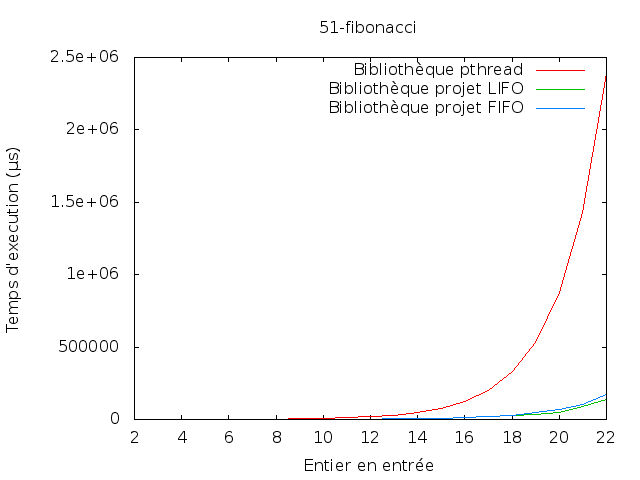 51-fibonacci
2.5e+06
2e+06
1.5e+06
1e+06
500000
0
Temps d'execution (µs)
Bibliothèque pthread
Bibliothèque projet LIFO
Bibliothèque projet FIFO
2 4 6 8 10 12 14 16 18 20 22
Entier en entrée